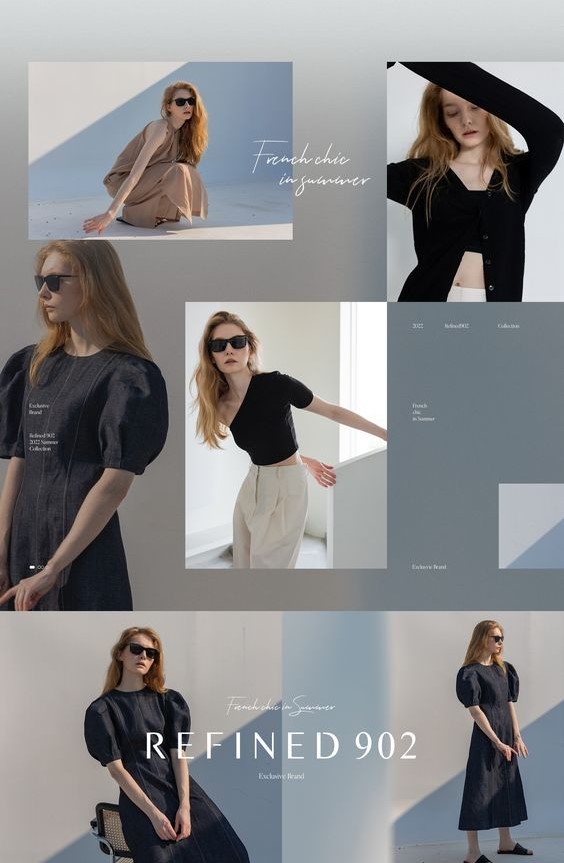 French chic
in summer
2022 Refined902 Collection
French
chic
in Summer
Exclusive
Brand
Refined 902
2022 Summer
Collection
Exclusive Brand
French chic in Summer
REFINED 902
Exclusive Brand